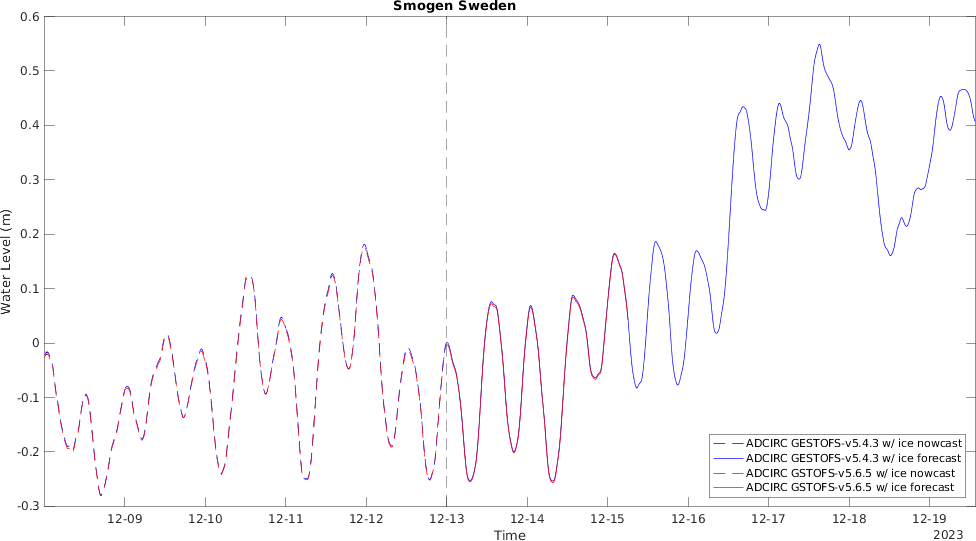 Smogen Sweden
0.6
0.5
0.4
0.3
0.2
0.1
0
-0.1
-0.2
-0.3
Water Level (m)
12-09 12-10 12-11 12-12 12-13 12-14 12-15 12-16 12-17 12-18 12-19
2023
Time
ADCIRC GESTOFS-v5.4.3 w/ ice nowcast
ADCIRC GESTOFS-v5.4.3 w/ ice forecast
ADCIRC GSTOFS-v5.6.5 w/ ice nowcast
ADCIRC GSTOFS-v5.6.5 w/ ice forecast